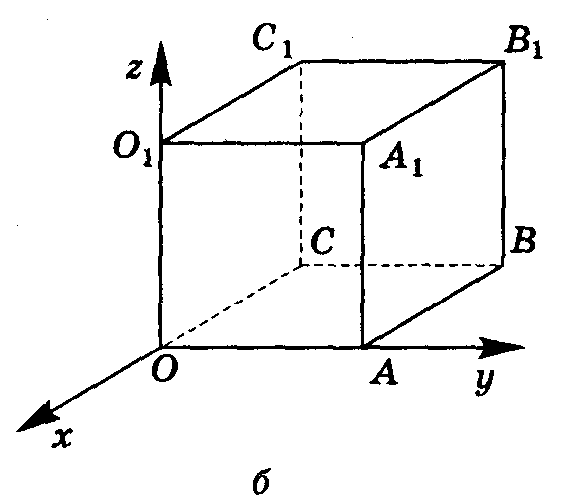 C₁ B₁
z
O₁ A₁
C B
O A y
x
б